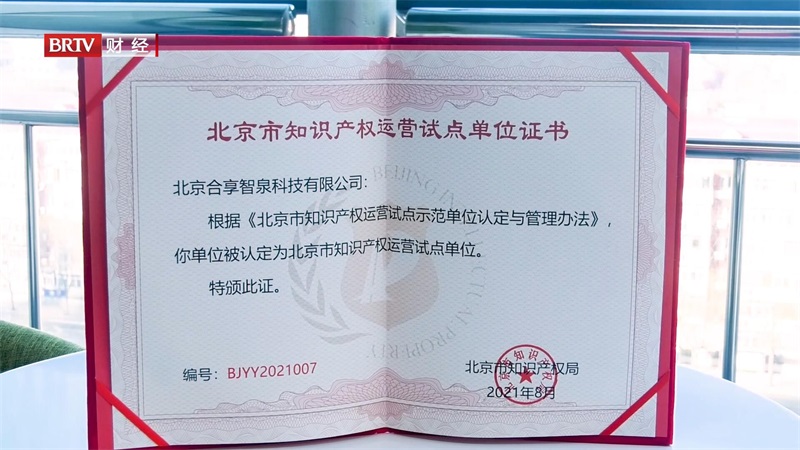 BRTV 财经
北京市知识产权运营试点单位证书
北京合享智泉科技有限公司:
根据《北京市知识产权运营试点示范单位认定与管理办法》,
你单位被认定为北京市知识产权运营试点单位。
特颁此证。
编号: BJYY2021007
北京市知识产权局
2021年8月